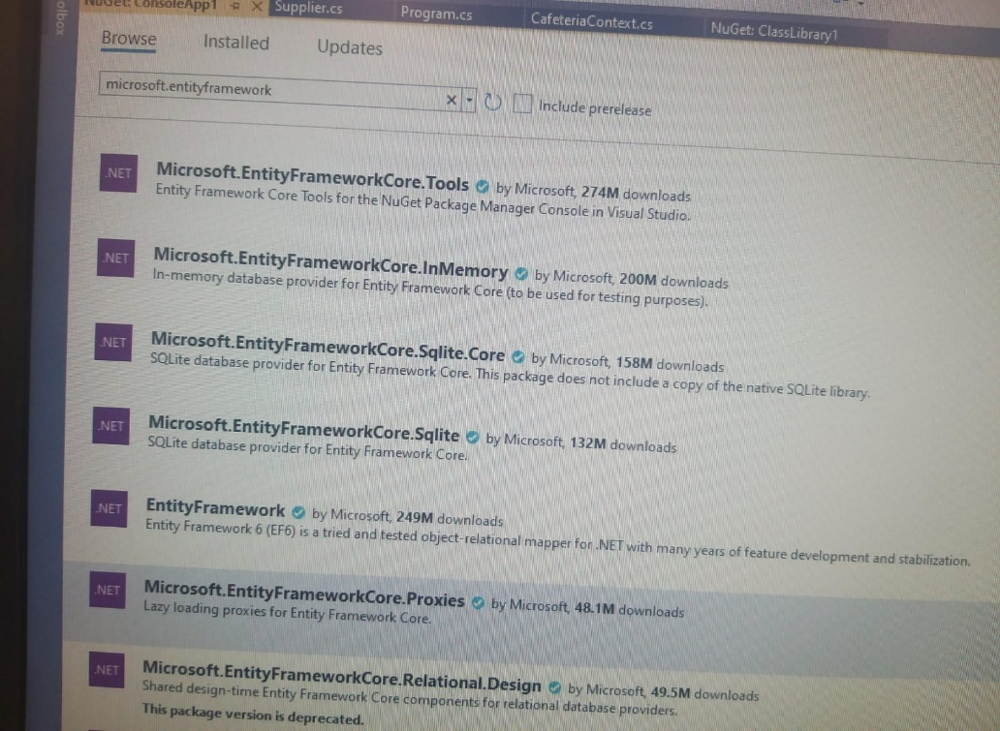 olbox
NuGet: ConsoleApp1
Supplier.cs
Program.cs
CafeteriaContext.cs
NuGet: ClassLibrary1
Browse
Installed
Updates
microsoft.entityframework
Include prerelease
.NET
Microsoft.EntityFrameworkCore.Tools by Microsoft, 274M downloads
Entity Framework Core Tools for the NuGet Package Manager Console in Visual Studio.
.NET
Microsoft.EntityFrameworkCore.InMemory by Microsoft, 200M downloads
In-memory database provider for Entity Framework Core (to be used for testing purposes).
.NET
Microsoft.EntityFrameworkCore.Sqlite.Core by Microsoft, 158M downloads
SQLite database provider for Entity Framework Core. This package does not include a copy of the native SQLite library.
.NET
Microsoft.EntityFrameworkCore.Sqlite by Microsoft, 132M downloads
SQLite database provider for Entity Framework Core.
.NET
EntityFramework by Microsoft, 249M downloads
Entity Framework 6 (EF6) is a tried and tested object-relational mapper for .NET with many years of feature development and stabilization.
.NET
Microsoft.EntityFrameworkCore.Proxies by Microsoft, 48.1M downloads
Lazy loading proxies for Entity Framework Core.
.NET
Microsoft.EntityFrameworkCore.Relational.Design by Microsoft, 49.5M downloads
Shared design-time Entity Framework Core components for relational database providers.
This package version is deprecated.